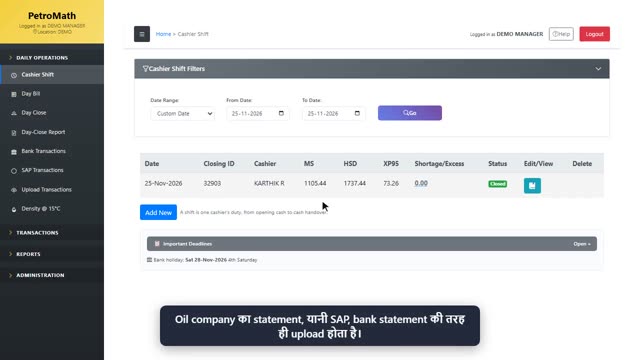 PetroMath
Logged in as DEMO MANAGER
Location: DEMO
DAILY OPERATIONS
Cashier Shift
Day Bill
Day Close
Day-Close Report
Bank Transactions
SAP Transactions
Upload Transactions
Density @ 15°C
TRANSACTIONS
REPORTS
ADMINISTRATION
Home > Cashier Shift
Logged in as DEMO MANAGER
Help
Logout
Cashier Shift Filters
Date Range: From Date: To Date:
Custom Date 25-11-2026 25-11-2026 Go
Date Closing ID Cashier MS HSD XP95 Shortage/Excess Status Edit/View Delete
25-Nov-2026 32903 KARTHIK R 1105.44 1737.44 73.26 0.00 Closed
Add New A shift is one cashier's duty, from opening cash to cash handover.
Important Deadlines Open
Bank holiday: Sat 28-Nov-2026 4th Saturday
Oil company का statement, यानी SAP, bank statement की तरह
ही upload होता है।